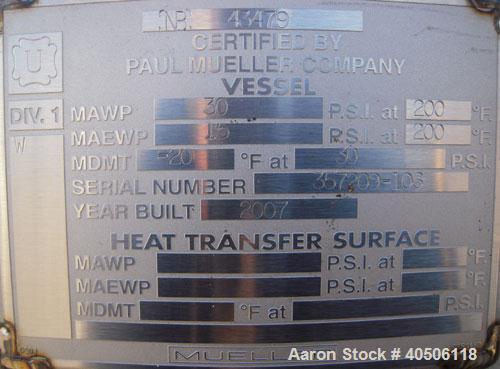 NB 43479
CERTIFIED BY
PAUL MUELLER COMPANY
VESSEL
U
DIV. 1 MAWP 30 P.S.I. at 200 °F.
W MAEWP 15 P.S.I. at 200 °F.
MDMT -20 °F at 30 P.S.I.
SERIAL NUMBER 357209-103
YEAR BUILT 2007
HEAT TRANSFER SURFACE
MAWP P.S.I. at °F.
MAEWP P.S.I. at °F.
MDMT °F at P.S.I.
MUELLER
Aaron Stock # 40506118